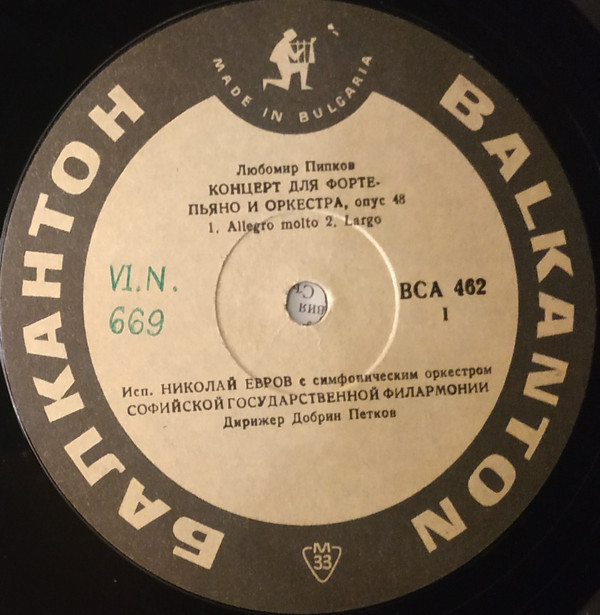 MADE IN BULGARIA
БАЛКАНТОН
BALKANTON
Любомир Пипков
КОНЦЕРТ ДЛЯ ФОРТЕ-
ПЬЯНО И ОРКЕСТРА, опус 48
1. Allegro molto 2. Largo
VI.N.
669
ВСА 462
1
Исп. НИКОЛАЙ ЕВРОВ с симфоническим оркестром
СОФИЙСКОЙ ГОСУДАРСТВЕННОЙ ФИЛАРМОНИИ
Дирижер Добрин Петков
M
33